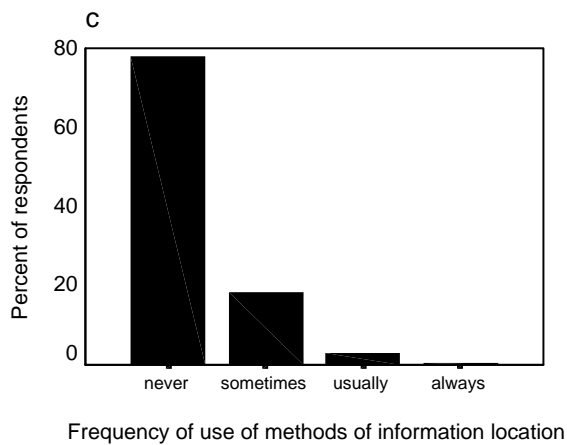 C
80
60
40
20
0
Percent of respondents
never sometimes usually always
Frequency of use of methods of information location